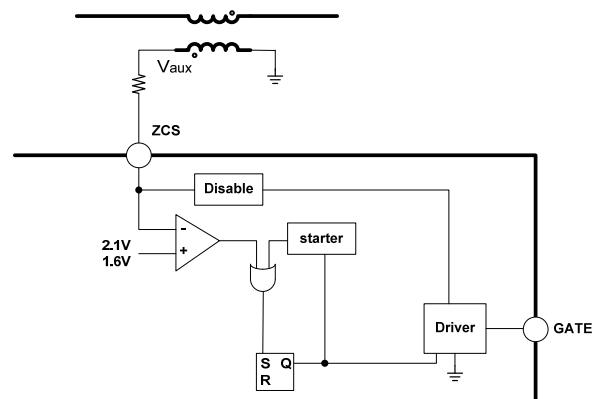 Vaux
ZCS
Disable
-
2.1V
1.6V
+
starter
Driver
GATE
S Q
R